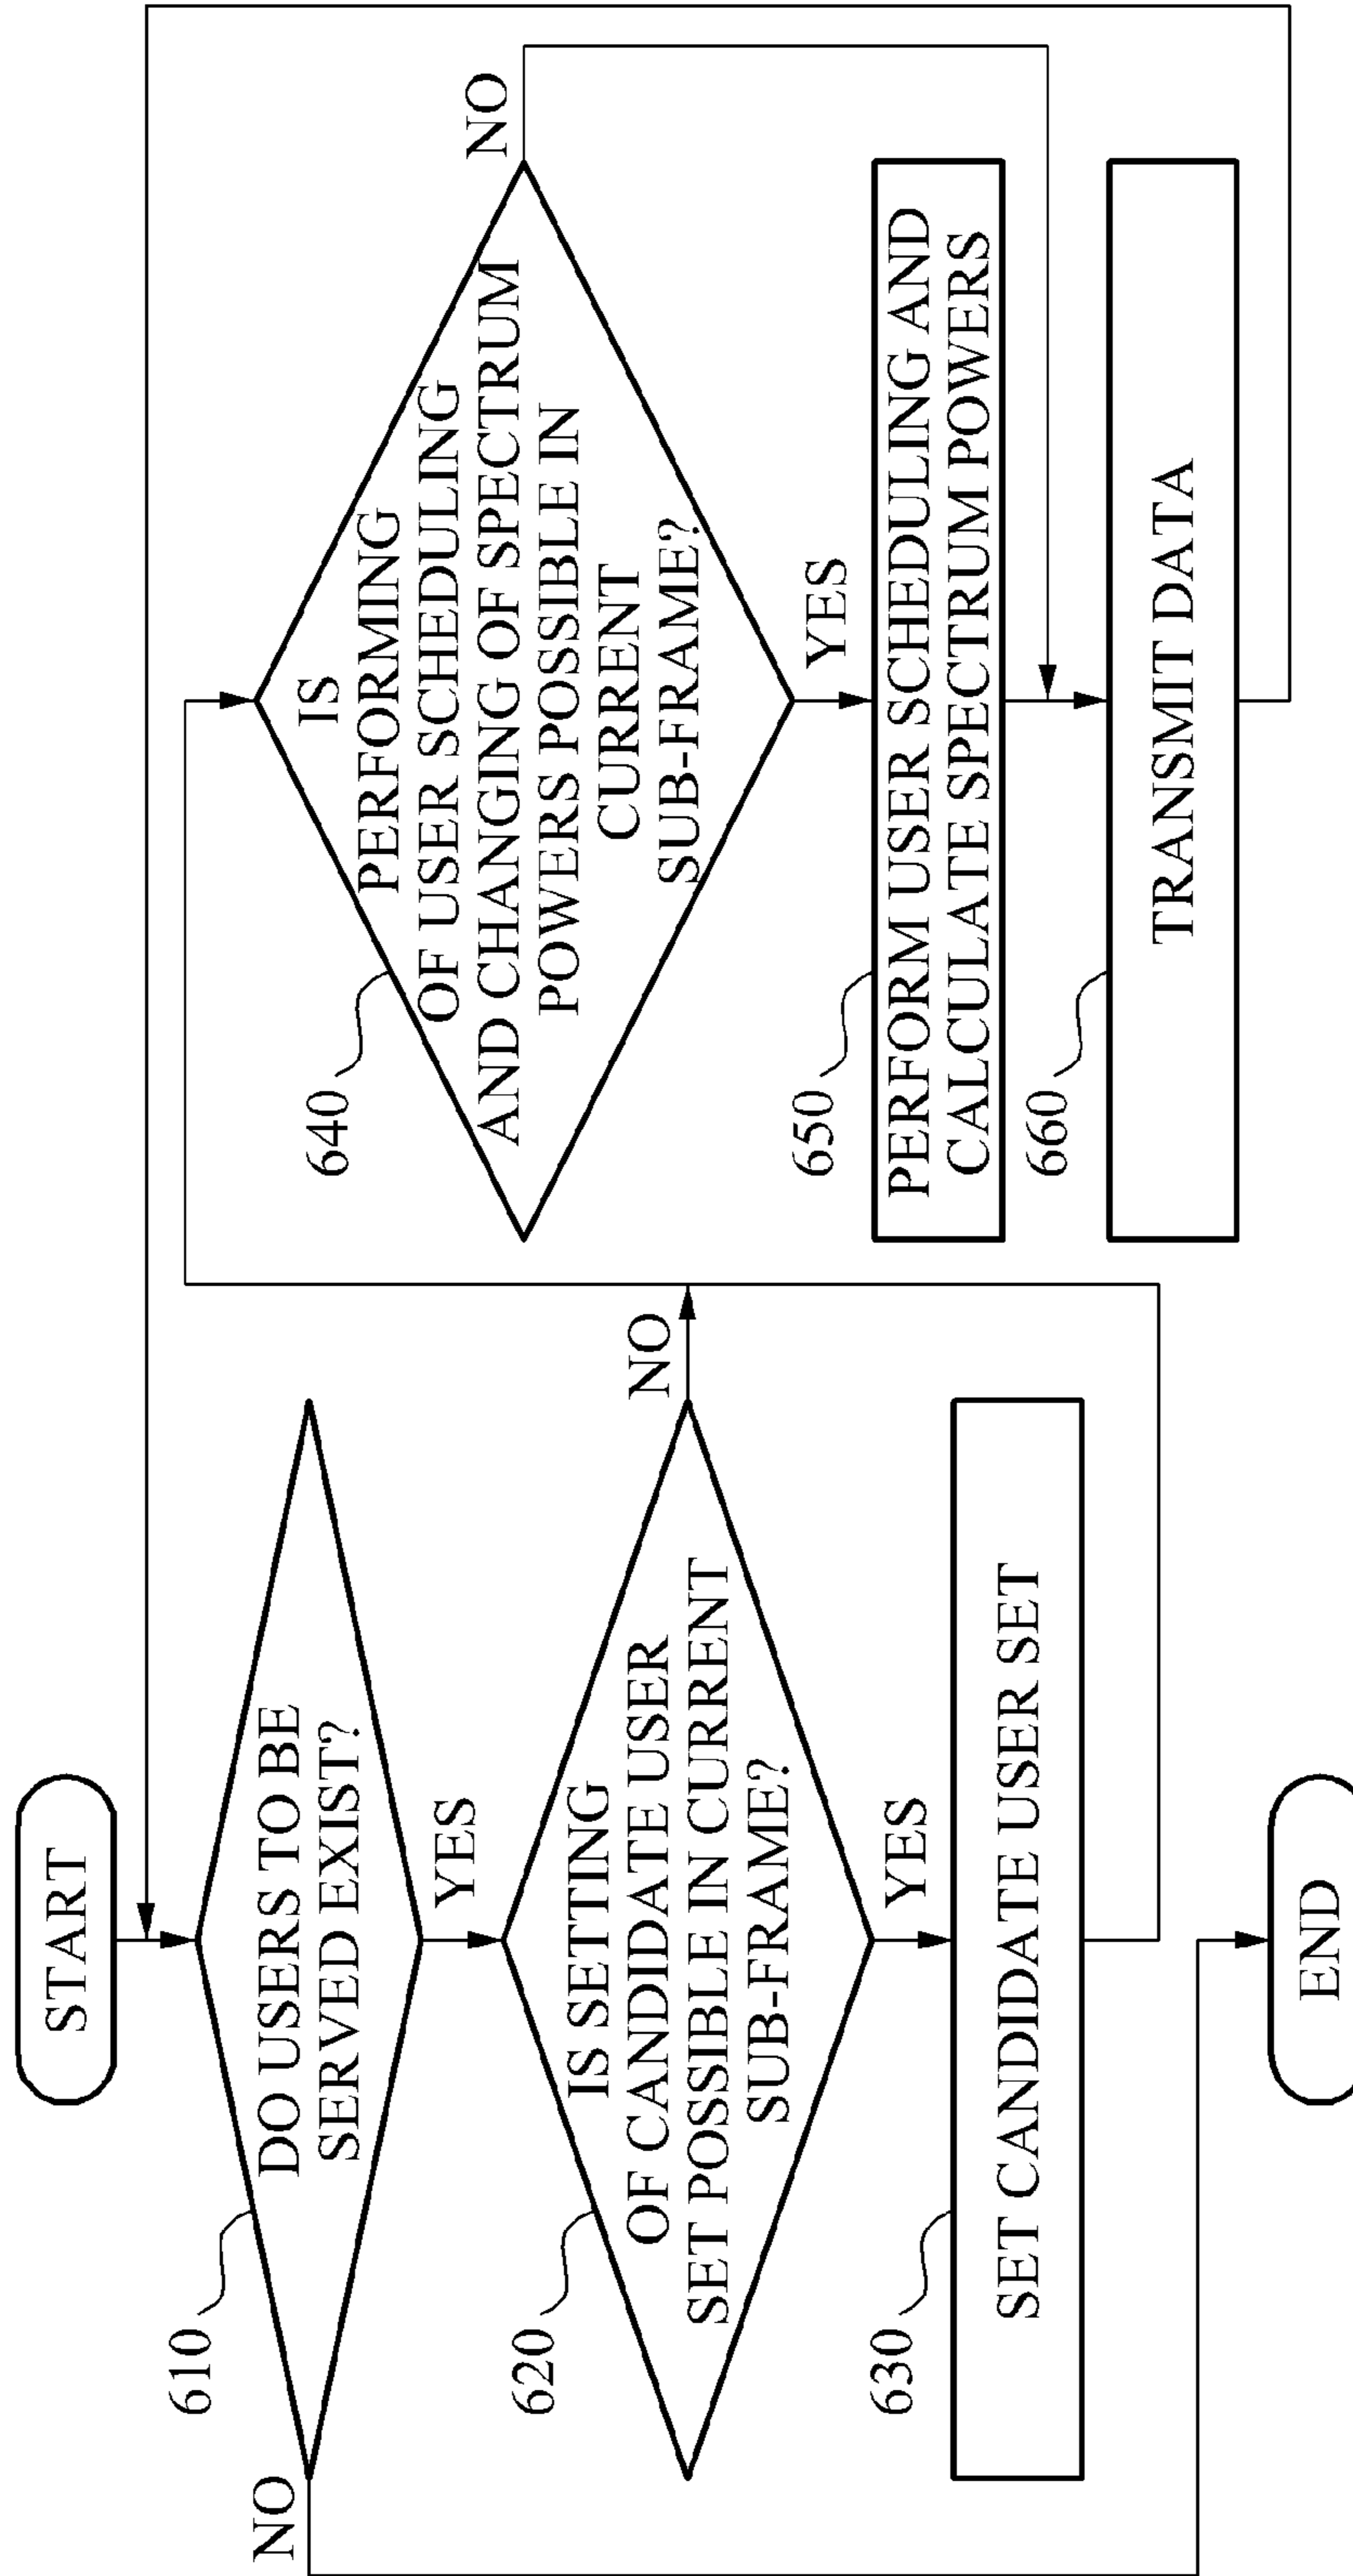 START
610
DO USERS TO BE
SERVED EXIST?
NO
YES
620
IS SETTING
OF CANDIDATE USER
SET POSSIBLE IN CURRENT
SUB-FRAME?
NO
YES
630
SET CANDIDATE USER SET
END
640
IS
PERFORMING
OF USER SCHEDULING
AND CHANGING OF SPECTRUM
POWERS POSSIBLE IN
CURRENT
SUB-FRAME?
NO
YES
650
PERFORM USER SCHEDULING AND
CALCULATE SPECTRUM POWERS
660
TRANSMIT DATA